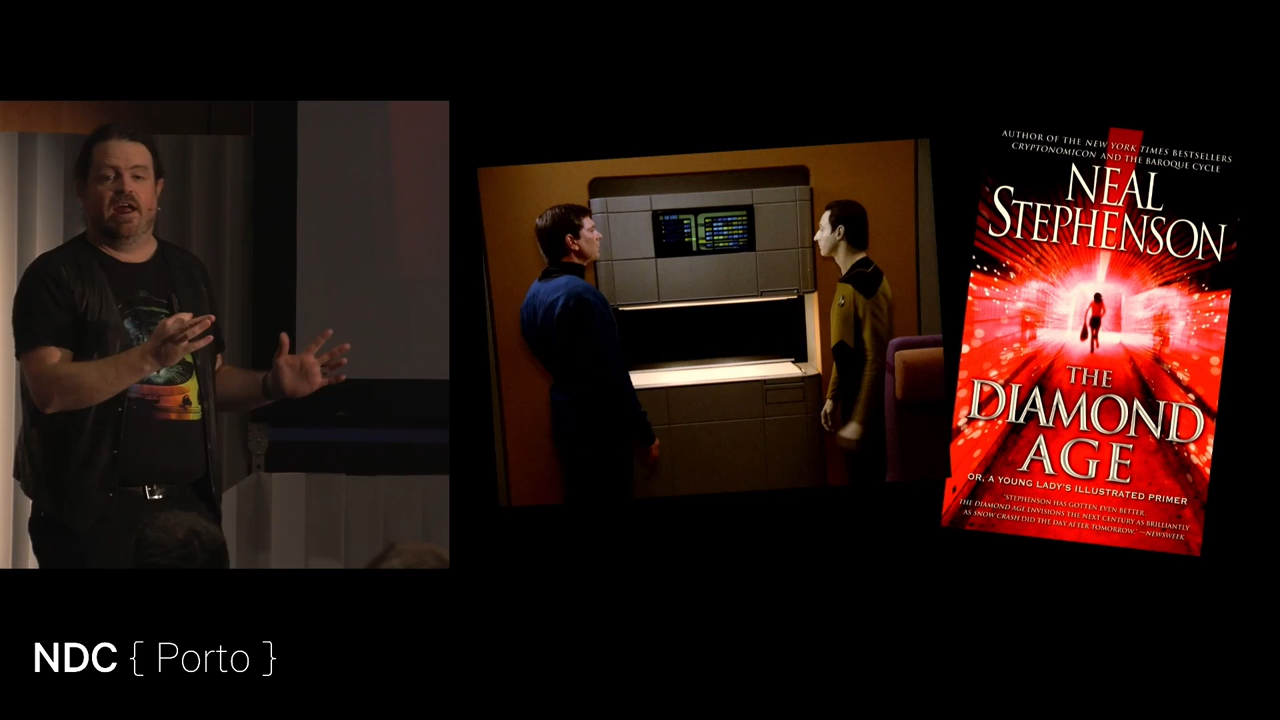 AUTHOR OF THE NEW YORK TIMES BESTSELLERS
CRYPTONOMICON AND THE BAROQUE CYCLE
NEAL
STEPHENSON
THE
DIAMOND
AGE
OR, A YOUNG LADY'S ILLUSTRATED PRIMER
"STEPHENSON HAS GOTTEN EVEN BETTER.
THE DIAMOND AGE ENVISIONS THE NEXT CENTURY AS BRILLIANTLY
AS SNOW CRASH DID THE DAY AFTER TOMORROW." —NEWSWEEK
NDC { Porto }